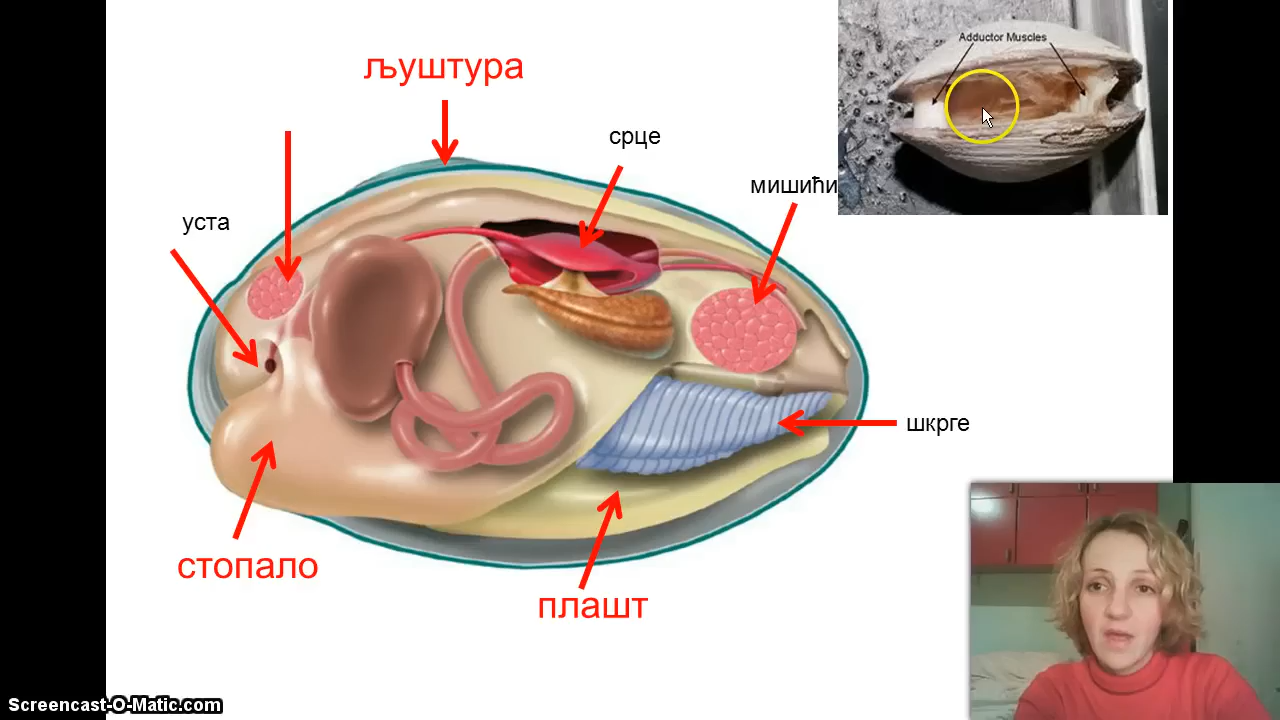 љуштура
Adductor Muscles
срце
мишићи
уста
шкрге
стопало
плашт
Screencast-O-Matic.com